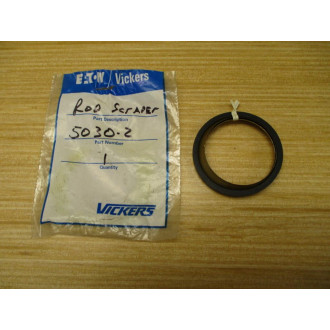 EATON Vickers
ROD SCRAPER
Part Description
5030-2
Part Number
1
Quantity
VICKERS